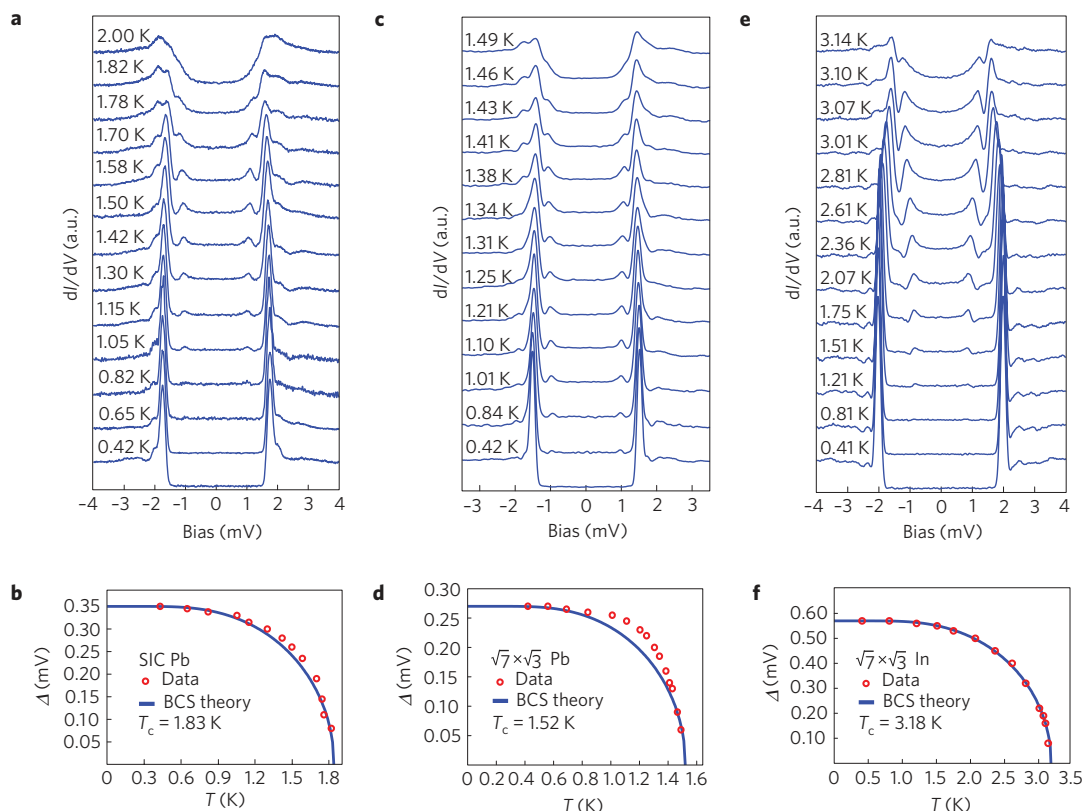 a
2.00 K
1.82 K
1.78 K
1.70 K
1.58 K
1.50 K
1.42 K
1.30 K
1.15 K
1.05 K
0.82 K
0.65 K
0.42 K
dI/dV (a.u.)
−4 −3 −2 −1 0 1 2 3 4
Bias (mV)
c
1.49 K
1.46 K
1.43 K
1.41 K
1.38 K
1.34 K
1.31 K
1.25 K
1.21 K
1.10 K
1.01 K
0.84 K
0.42 K
dI/dV (a.u.)
−3 −2 −1 0 1 2 3
Bias (mV)
e
3.14 K
3.10 K
3.07 K
3.01 K
2.81 K
2.61 K
2.36 K
2.07 K
1.75 K
1.51 K
1.21 K
0.81 K
0.41 K
dI/dV (a.u.)
−4 −3 −2 −1 0 1 2 3 4
Bias (mV)
b
0.35
0.30
0.25
0.20
0.15
0.10
0.05
Δ (mV)
SIC Pb
Data
BCS theory
Tc = 1.83 K
0 0.3 0.6 0.9 1.2 1.5 1.8
T (K)
d
0.30
0.25
0.20
0.15
0.10
0.05
0
Δ (mV)
√7×√3 Pb
Data
BCS theory
Tc = 1.52 K
0 0.2 0.4 0.6 0.8 1.0 1.2 1.4 1.6
T (K)
f
0.60
0.50
0.40
0.30
0.20
0.10
Δ (mV)
√7×√3 In
Data
BCS theory
Tc = 3.18 K
0 0.5 1.0 1.5 2.0 2.5 3.0 3.5
T (K)